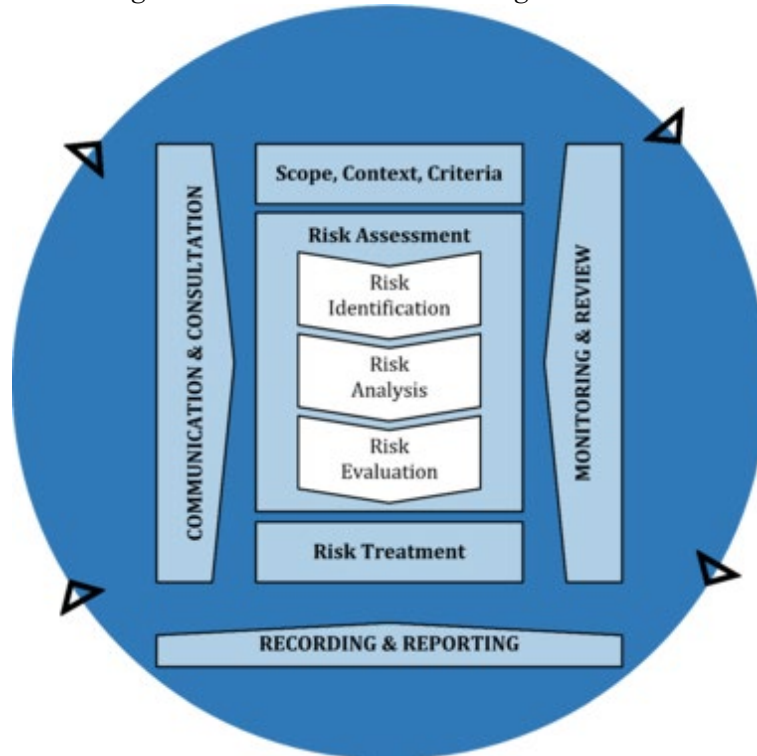 Scope, Context, Criteria
Risk Assessment
Risk
Identification
Risk
Analysis
Risk
Evaluation
Risk Treatment
COMMUNICATION & CONSULTATION
MONITORING & REVIEW
RECORDING & REPORTING